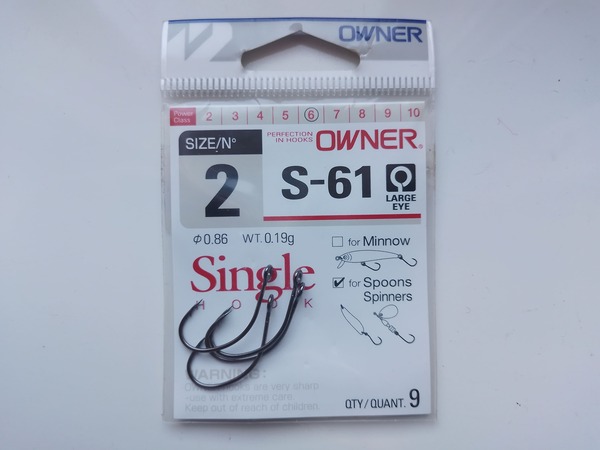 OWNER
Power Class 2 3 4 5 6 7 8 9 10
SIZE/N°
2
PERFECTION IN HOOKS
OWNER®
S-61
LARGE EYE
φ0.86 WT. 0.19g
for Minnow
for Spoons
Spinners
Single
HOOK
WARNING:
are very sharp
-use with extreme care.
Keep out of reach of children.
QTY/QUANT. 9